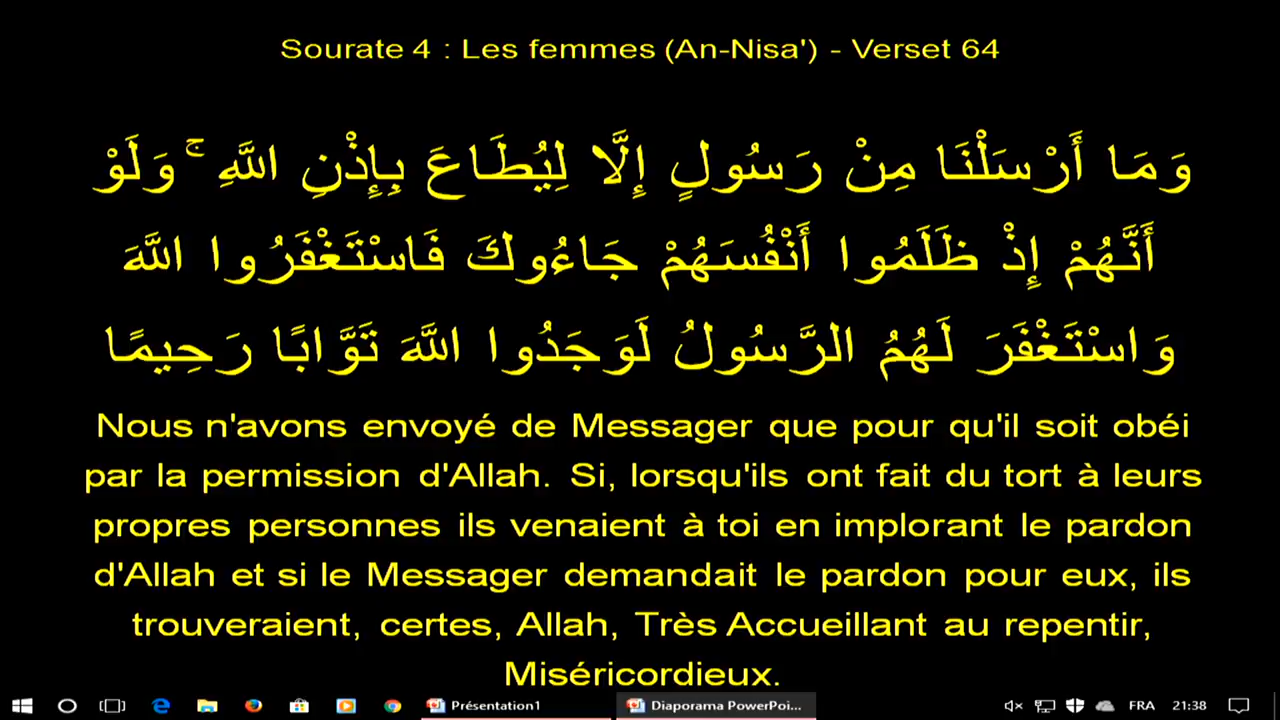 Sourate 4 : Les femmes (An-Nisa') - Verset 64
وَمَا أَرْسَلْنَا مِنْ رَسُولٍ إِلَّا لِيُطَاعَ بِإِذْنِ اللَّهِ ۚ وَلَوْ
أَنَّهُمْ إِذْ ظَلَمُوا أَنْفُسَهُمْ جَاءُوكَ فَاسْتَغْفَرُوا اللَّهَ
وَاسْتَغْفَرَ لَهُمُ الرَّسُولُ لَوَجَدُوا اللَّهَ تَوَّابًا رَحِيمًا
Nous n'avons envoyé de Messager que pour qu'il soit obéi
par la permission d'Allah. Si, lorsqu'ils ont fait du tort à leurs
propres personnes ils venaient à toi en implorant le pardon
d'Allah et si le Messager demandait le pardon pour eux, ils
trouveraient, certes, Allah, Très Accueillant au repentir,
Miséricordieux.
Présentation1
Diaporama PowerPoi...
FRA
21:38